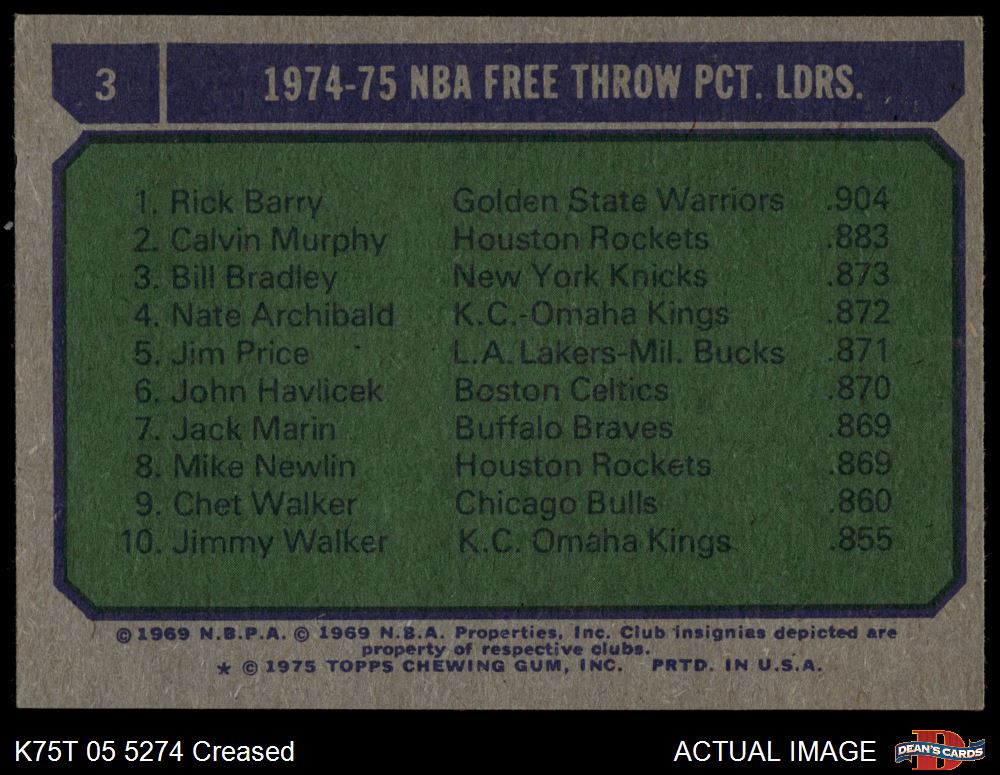 3 1974-75 NBA FREE THROW PCT. LDRS.
1. Rick Barry Golden State Warriors .904
2. Calvin Murphy Houston Rockets .883
3. Bill Bradley New York Knicks .873
4. Nate Archibald K.C.-Omaha Kings .872
5. Jim Price L.A. Lakers-Mil. Bucks .871
6. John Havlicek Boston Celtics .870
7. Jack Marin Buffalo Braves .869
8. Mike Newlin Houston Rockets .869
9. Chet Walker Chicago Bulls .860
10. Jimmy Walker K.C. Omaha Kings .855
© 1969 N.B.P.A. © 1969 N.B.A. Properties, Inc. Club insignias depicted are
property of respective clubs.
★ © 1975 TOPPS CHEWING GUM, INC. PRTD. IN U.S.A.
K75T 05 5274 Creased ACTUAL IMAGE D DEAN'S CARDS